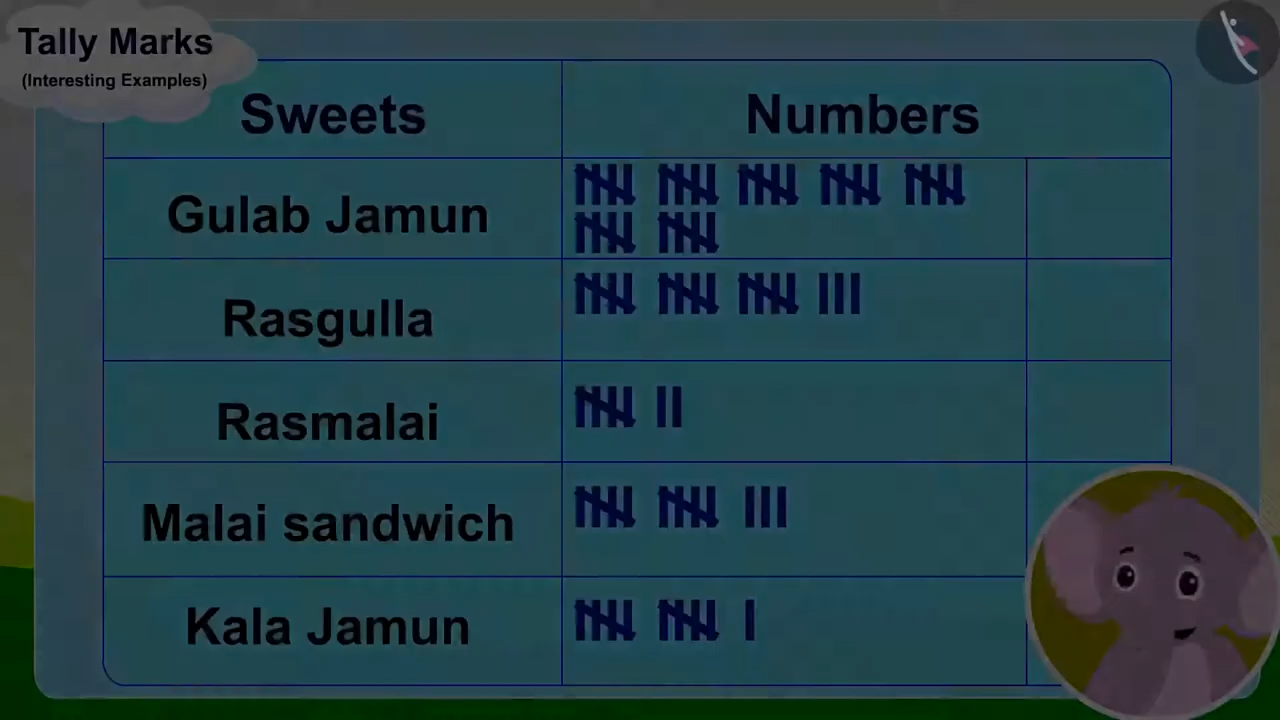 Tally Marks
(Interesting Examples)
Sweets Numbers
Gulab Jamun
Rasgulla
Rasmalai
Malai sandwich
Kala Jamun